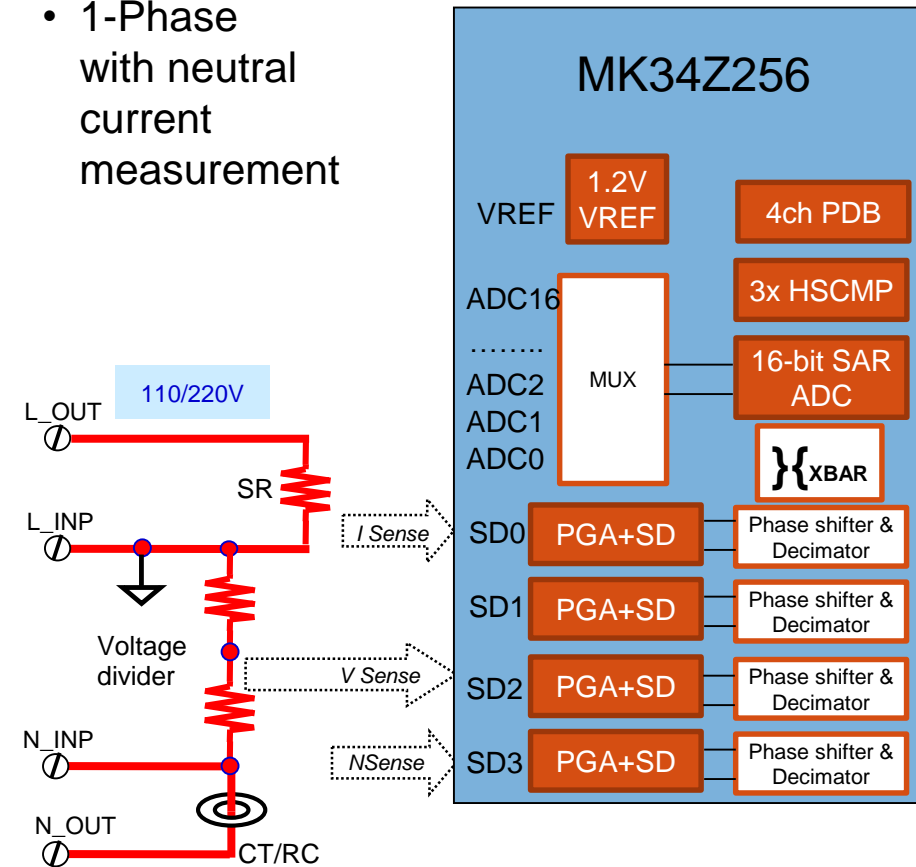 • 1-Phase
with neutral
current
measurement
MK34Z256
1.2V
VREF
VREF
4ch PDB
3x HSCMP
ADC16
........
ADC2
ADC1
ADC0
MUX
16-bit SAR
ADC
}{XBAR
110/220V
L_OUT
SR
L_INP
I Sense
SD0
PGA+SD
Phase shifter &
Decimator
SD1
PGA+SD
Phase shifter &
Decimator
Voltage
divider
V Sense
SD2
PGA+SD
Phase shifter &
Decimator
N_INP
NSense
SD3
PGA+SD
Phase shifter &
Decimator
N_OUT
CT/RC